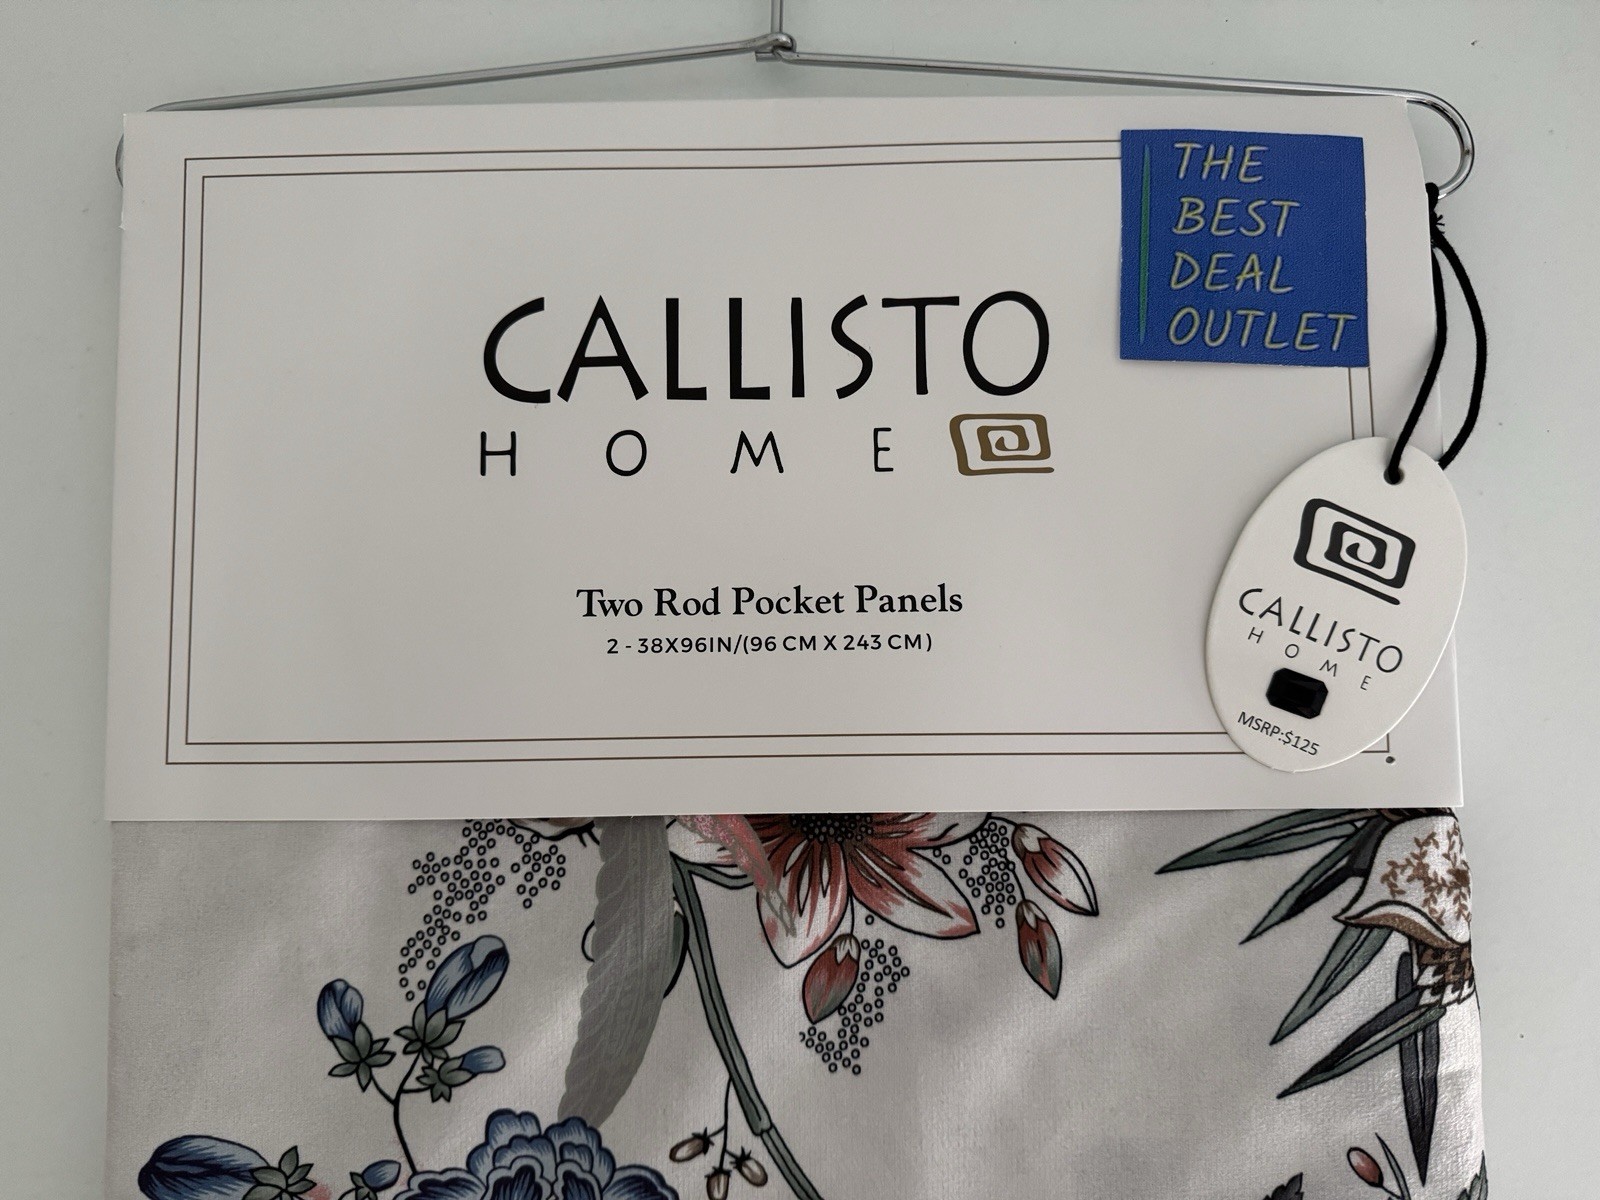 THE
BEST
DEAL
OUTLET
CALLISTO
HOME
Two Rod Pocket Panels
2 - 38X96IN/(96 CM X 243 CM)
CALLISTO
HOME
MSRP:$125